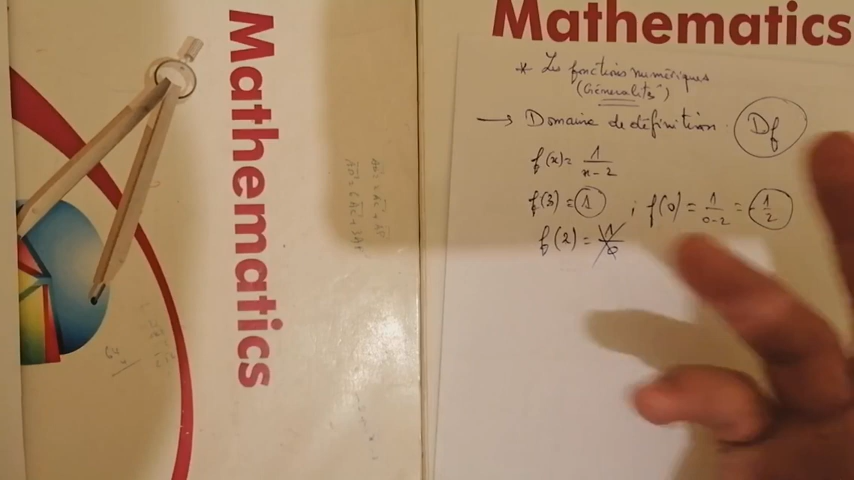 Mathematics
Mathematics
* Les fonctions numériques
(Généralités)
→ Domaine de définition. Df
f(x) = 1/x-2
f(3) = 1 ; f(0) = 1/0-2 = -1/2
f(2) = 1/0